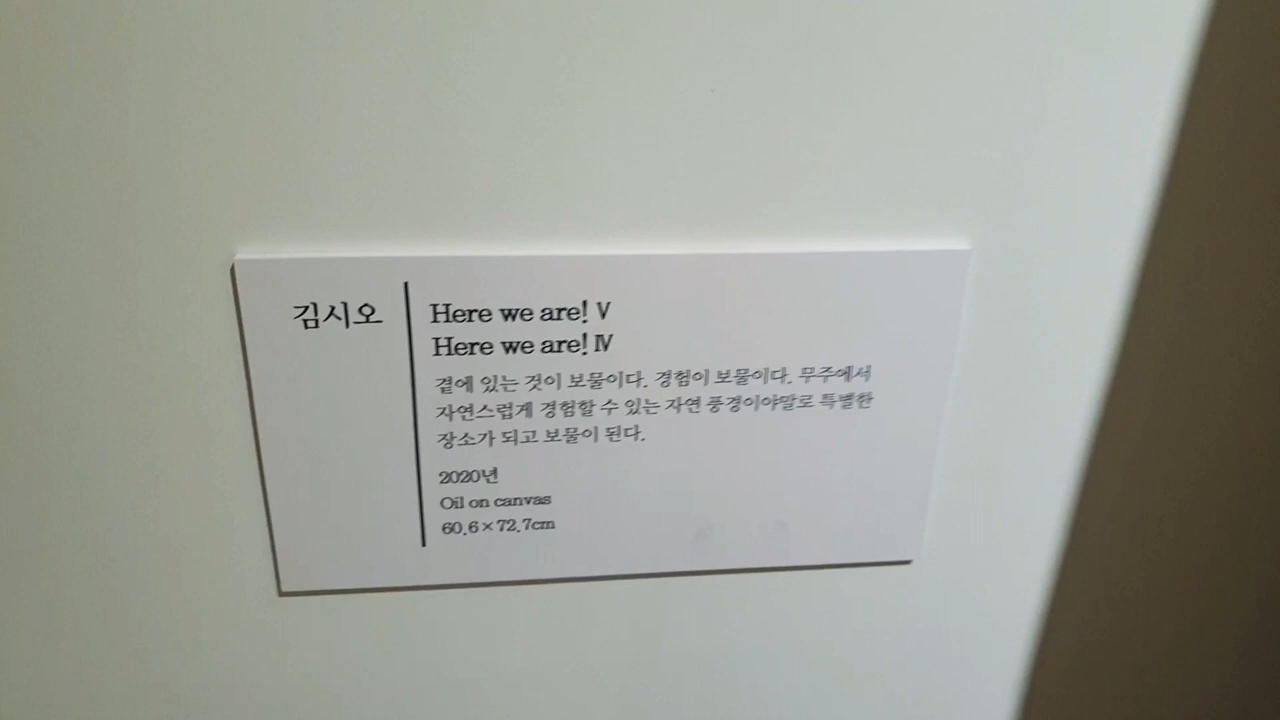 김시오
Here we are! Ⅴ
Here we are! Ⅳ
곁에 있는 것이 보물이다. 경험이 보물이다. 무주에서
자연스럽게 경험할 수 있는 자연 풍경이야말로 특별한
장소가 되고 보물이 된다.
2020년
Oil on canvas
60.6×72.7cm